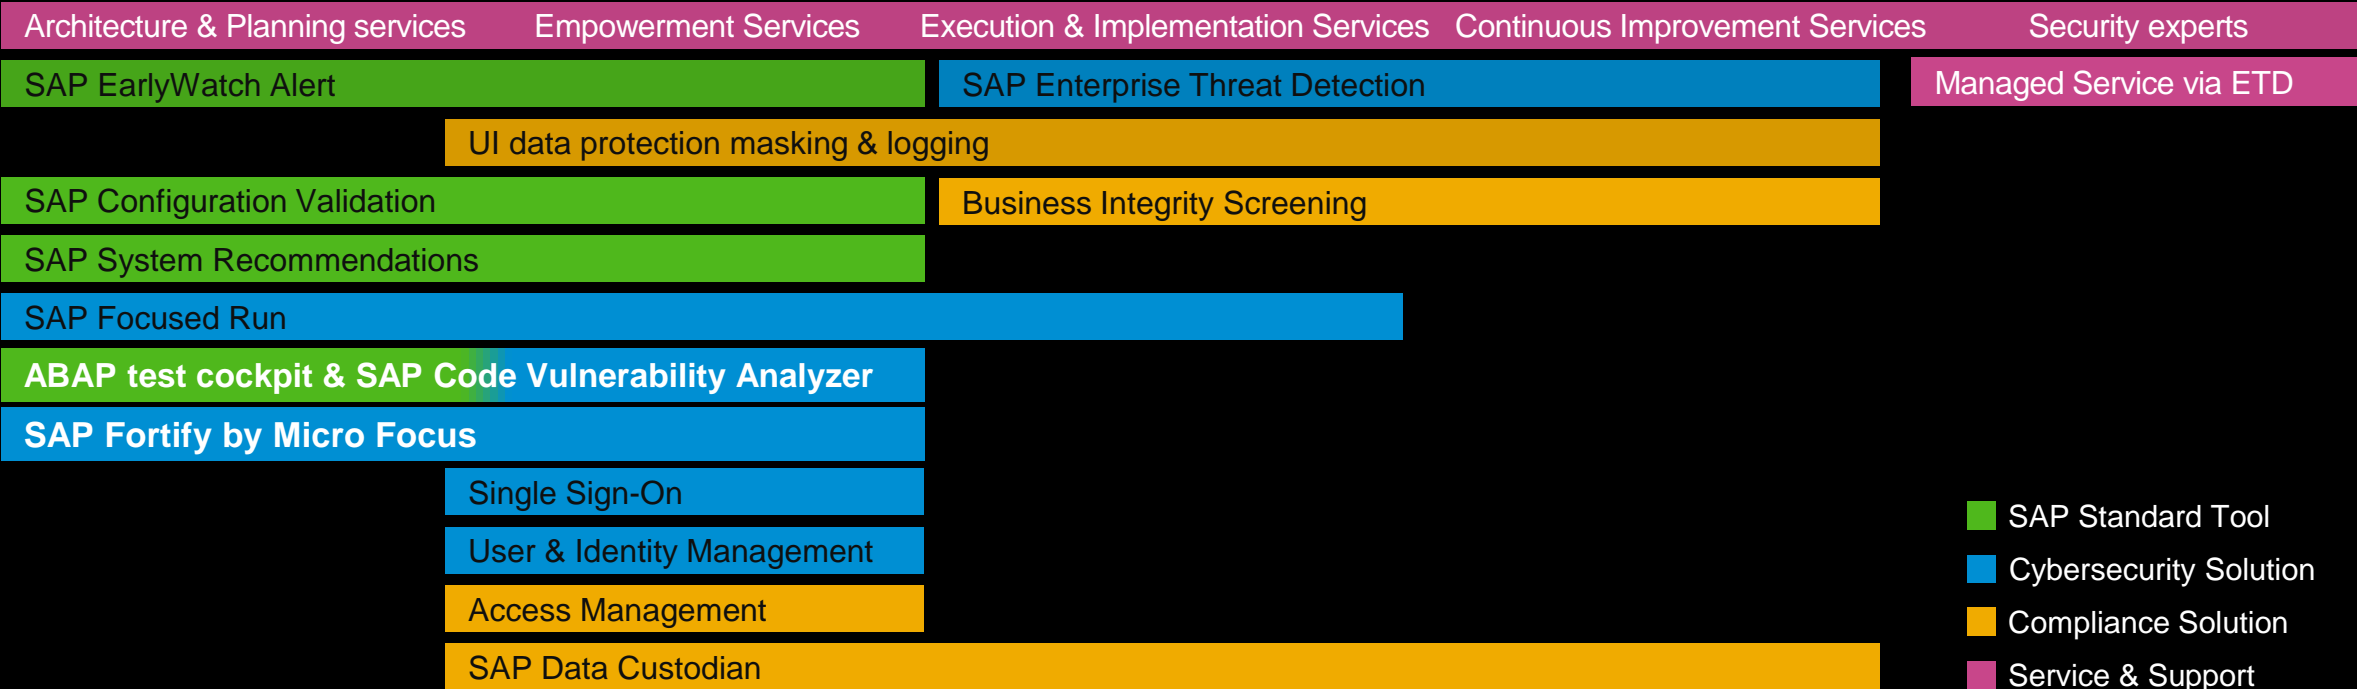 Architecture & Planning services Empowerment Services Execution & Implementation Services Continuous Improvement Services Security experts
SAP EarlyWatch Alert SAP Enterprise Threat Detection Managed Service via ETD
UI data protection masking & logging
SAP Configuration Validation Business Integrity Screening
SAP System Recommendations
SAP Focused Run
ABAP test cockpit & SAP Code Vulnerability Analyzer
SAP Fortify by Micro Focus
Single Sign-On
User & Identity Management
Access Management
SAP Data Custodian
SAP Standard Tool
Cybersecurity Solution
Compliance Solution
Service & Support